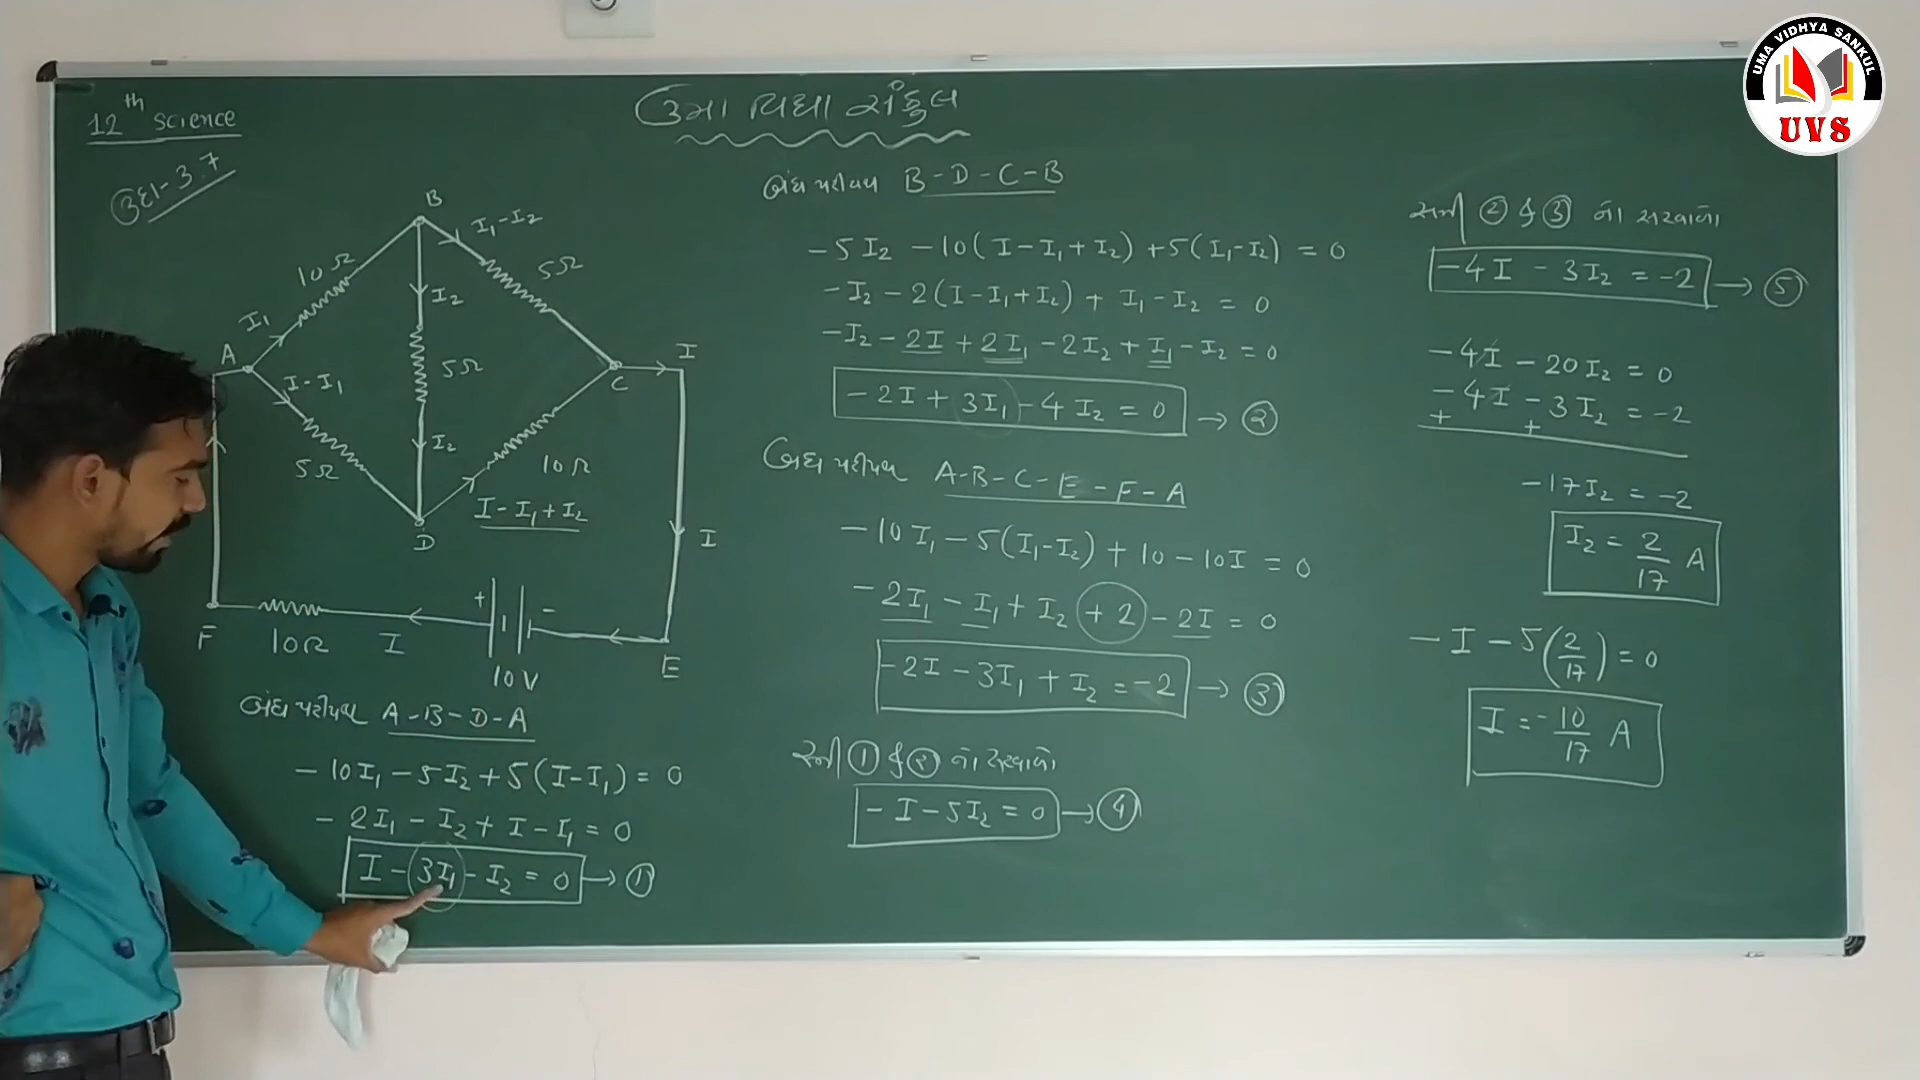 UMA VIDHYA SANKUL
UVS
12th Science
ઉમા વિદ્યા સંકુલ
ઉદા-3.7
B
I₁-I₂
10Ω
5Ω
I₂
I₁
A
5Ω
I
C
I-I₁
I₂
5Ω
10Ω
I-I₁+I₂
D
I
+ -
F
10Ω
I
10V
E
બંધ પરીપથ A-B-D-A
-10I₁-5I₂+5(I-I₁)=0
-2I₁-I₂+I-I₁=0
I-3I₁-I₂=0→①
બંધ પરીપથ B-D-C-B
-5I₂-10(I-I₁+I₂)+5(I₁-I₂)=0
-I₂-2(I-I₁+I₂)+I₁-I₂=0
-I₂-2I+2I₁-2I₂+I₁-I₂=0
-2I+3I₁-4I₂=0→②
બંધ પરીપથ A-B-C-E-F-A
-10I₁-5(I₁-I₂)+10-10I=0
-2I₁-I₁+I₂+2-2I=0
-2I-3I₁+I₂=-2→③
સમી ① & ② નો સરવાળો
-I-5I₂=0→④
સમી ② & ③ નો સરવાળો
-4I-3I₂=-2→⑤
-4I-20I₂=0
-4I-3I₂=-2
+ +
-17I₂=-2
I₂=2/17 A
-I-5(2/17)=0
I=-10/17 A